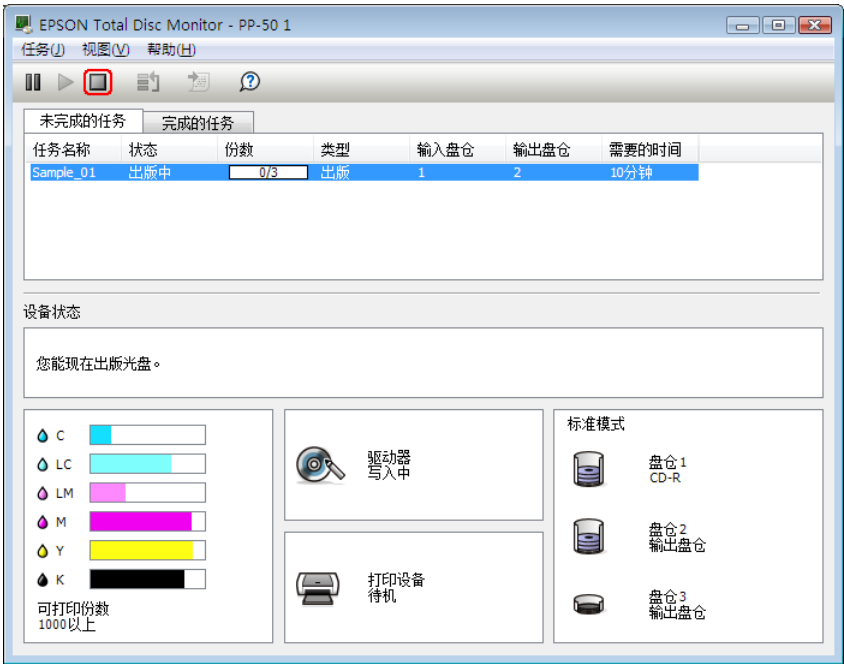 EPSON Total Disc Monitor - PP-50 1
任务(J) 视图(V) 帮助(H)
未完成的任务 完成的任务
任务名称 状态 份数 类型 输入盘仓 输出盘仓 需要的时间
Sample_01 出版中 0/3 出版 1 2 10分钟
设备状态
您能现在出版光盘。
C
LC
LM
M
Y
K
可打印份数
1000以上
驱动器
写入中
打印设备
待机
标准模式
盘仓1
CD-R
盘仓2
输出盘仓
盘仓3
输出盘仓